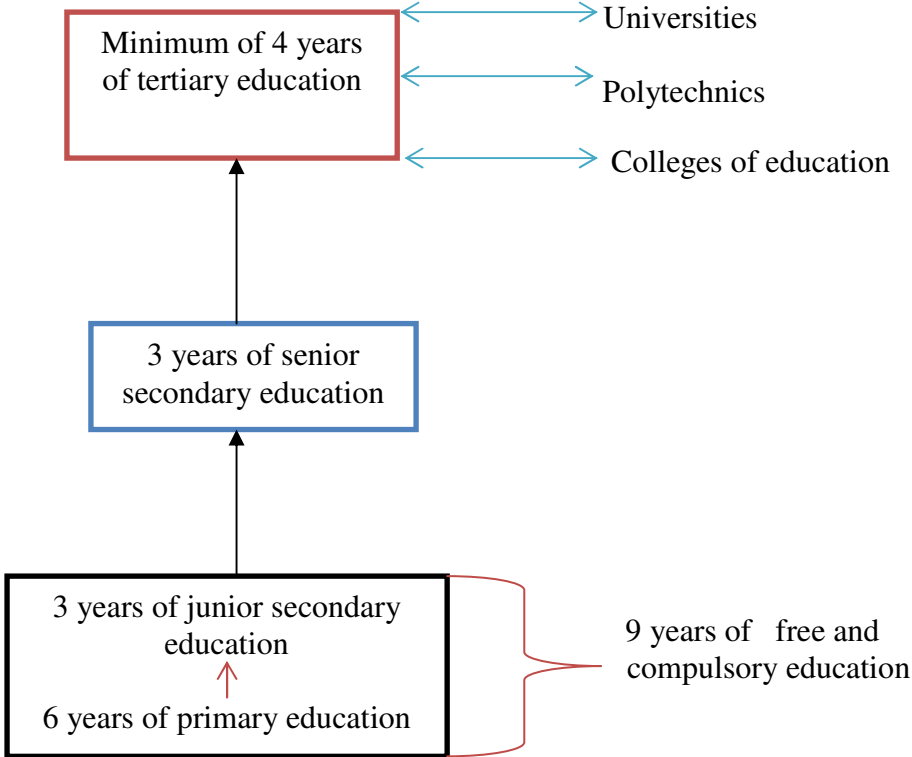 Minimum of 4 years
of tertiary education
Universities
Polytechnics
Colleges of education
3 years of senior
secondary education
3 years of junior secondary
education
6 years of primary education
9 years of free and
compulsory education